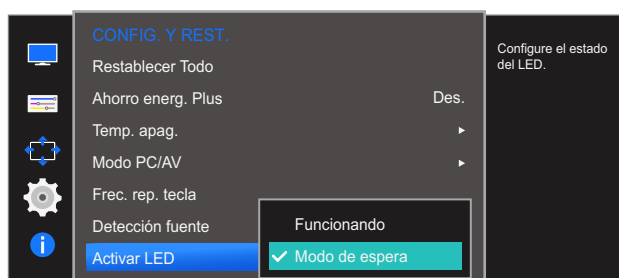 CONFIG. Y REST.
Restablecer Todo
Ahorro energ. Plus Des.
Temp. apag.
Modo PC/AV
Frec. rep. tecla
Detección fuente
Activar LED
Funcionando
Modo de espera
Configure el estado
del LED.